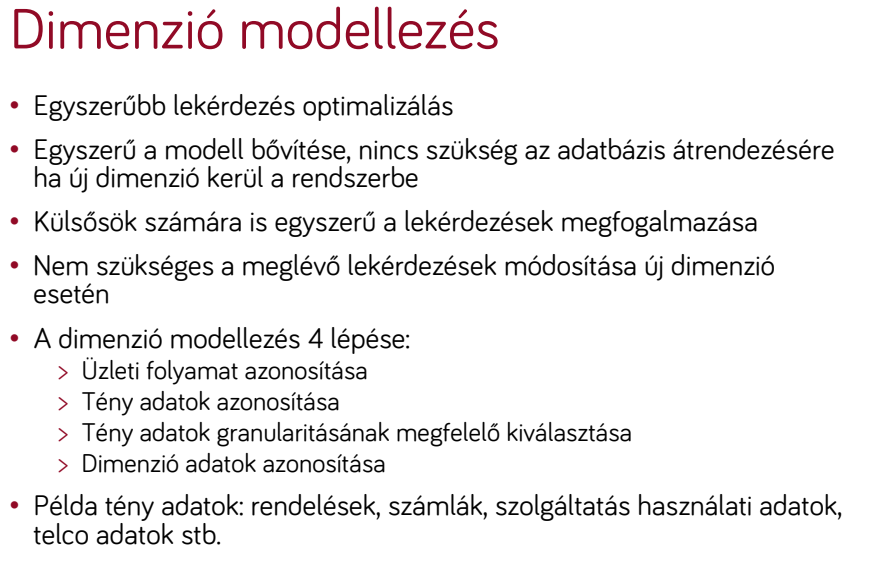 Dimenzió modellezés
• Egyszerűbb lekérdezés optimalizálás
• Egyszerű a modell bővítése, nincs szükség az adatbázis átrendezésére
ha új dimenzió kerül a rendszerbe
• Külsősök számára is egyszerű a lekérdezések megfogalmazása
• Nem szükséges a meglévő lekérdezések módosítása új dimenzió
esetén
• A dimenzió modellezés 4 lépése:
> Üzleti folyamat azonosítása
> Tény adatok azonosítása
> Tény adatok granularitásának megfelelő kiválasztása
> Dimenzió adatok azonosítása
• Példa tény adatok: rendelések, számlák, szolgáltatás használati adatok,
telco adatok stb.